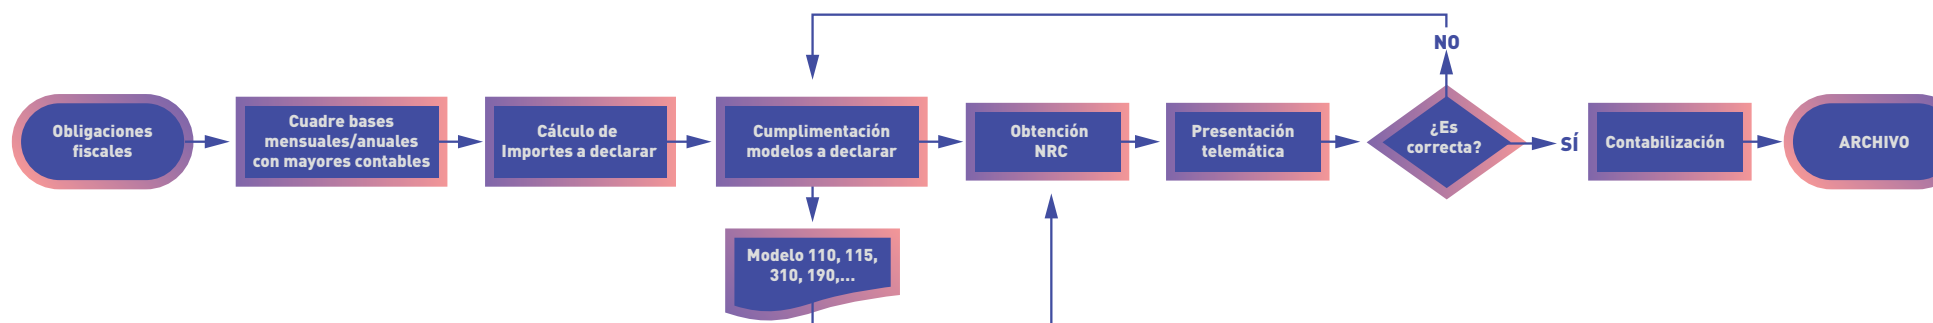 NO
Obligaciones
fiscales
Cuadre bases
mensuales/anuales
con mayores contables
Cálculo de
Importes a declarar
Cumplimentación
modelos a declarar
Obtención
NRC
Presentación
telemática
¿Es
correcta?
SÍ
Contabilización
ARCHIVO
Modelo 110, 115,
310, 190,...